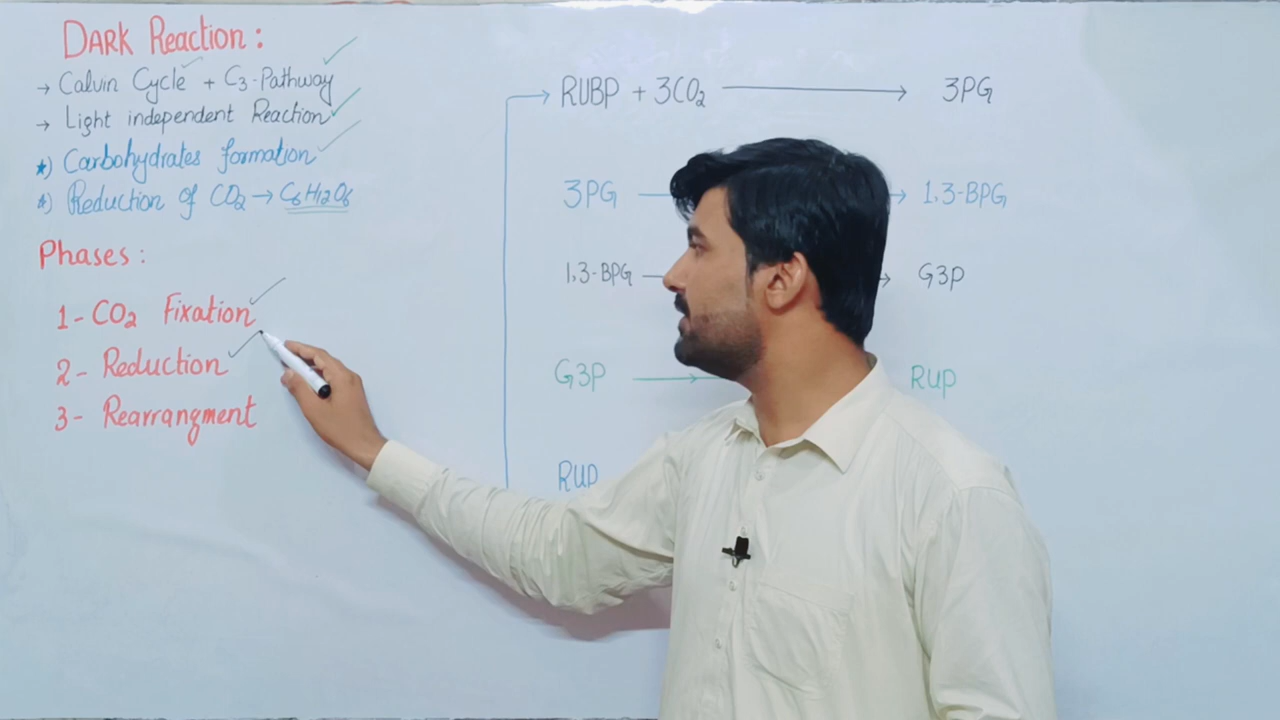 DARK Reaction :
→ Calvin Cycle + C3-Pathway
→ Light independent Reaction
*) Carbohydrates formation
*) Reduction of CO₂ → C₆H₁₂O₆
Phases :
1- CO₂ Fixation
2- Reduction
3- Rearrangment
RUBP + 3CO₂ → 3PG
3PG → 1,3-BPG
1,3-BPG → G3P
G3P → Rup
Rup